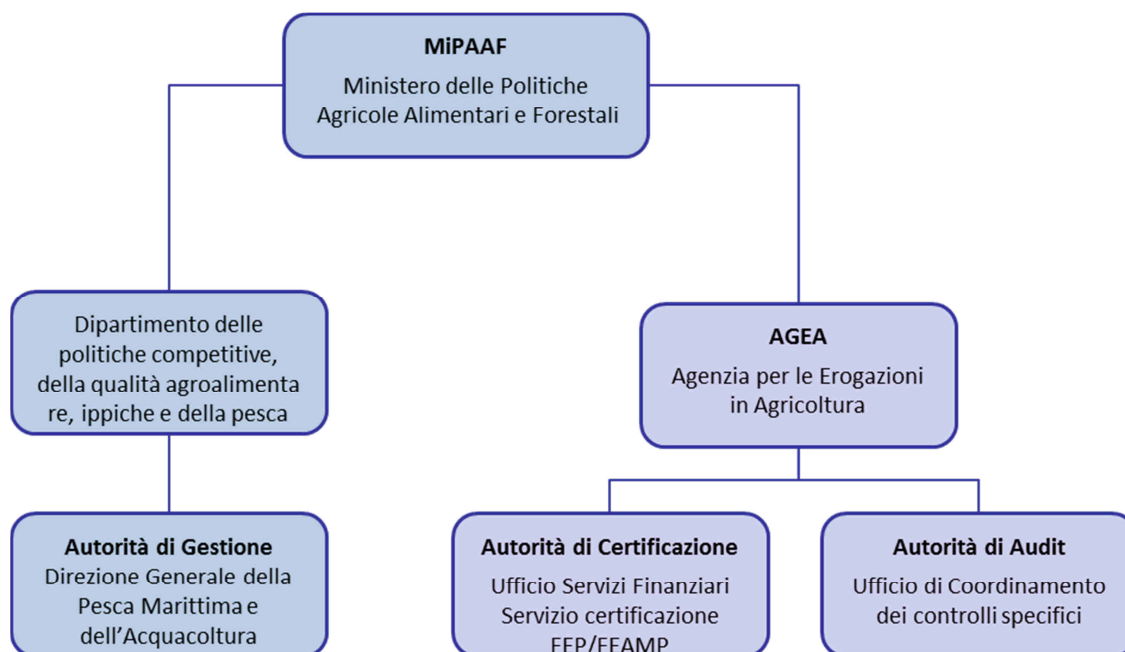 MiPAAF
Ministero delle Politiche
Agricole Alimentari e Forestali
Dipartimento delle
politiche competitive,
della qualità agroalimenta
re, ippiche e della pesca
AGEA
Agenzia per le Erogazioni
in Agricoltura
Autorità di Gestione
Direzione Generale della
Pesca Marittima e
dell’Acquacoltura
Autorità di Certificazione
Ufficio Servizi Finanziari
Servizio certificazione
FEP/FEAMP
Autorità di Audit
Ufficio di Coordinamento
dei controlli specifici